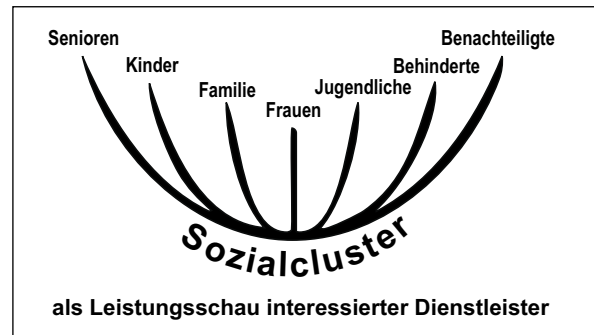 Senioren
Benachteiligte
Kinder
Behinderte
Familie
Jugendliche
Frauen
Sozialcluster
als Leistungsschau interessierter Dienstleister